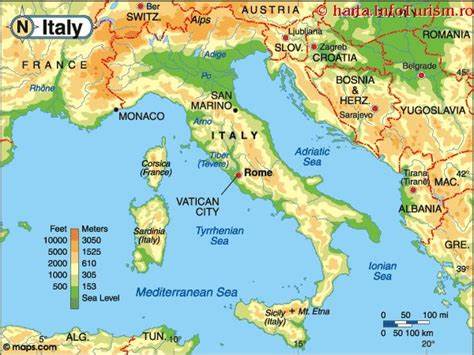 N Italy
© harta.InfoTurism.ro
Ber
SWITZ.
Alps
AUSTRIA
HUN.
Ljubljana
SLOV.
Zagreb
CROATIA
ROMANIA
Belgrade
BOSNIA
& HERZ.
Sarajevo
YUGOSLAVIA
FRANCE
Rhône
Po
MONACO
SAN
MARINO
Arno
ITALY
Tiber
(Tevere)
Rome
VATICAN
CITY
Adriatic
Sea
Corsica
(France)
Sardinia
(Italy)
Tyrrhenian
Sea
Tirana
(Tiranë)
ALBANIA
MAC.
GRE.
45°
42°
Ionian
Sea
Mediterranean Sea
Sicily
(Italy)
Mt. Etna
Feet Meters
10000 3050
5000 1525
2000 610
1000 305
500 153
Sea Level
0 50 100 mi
0 50 100 km
ALG.
TUN.
15°
20°
© maps.com